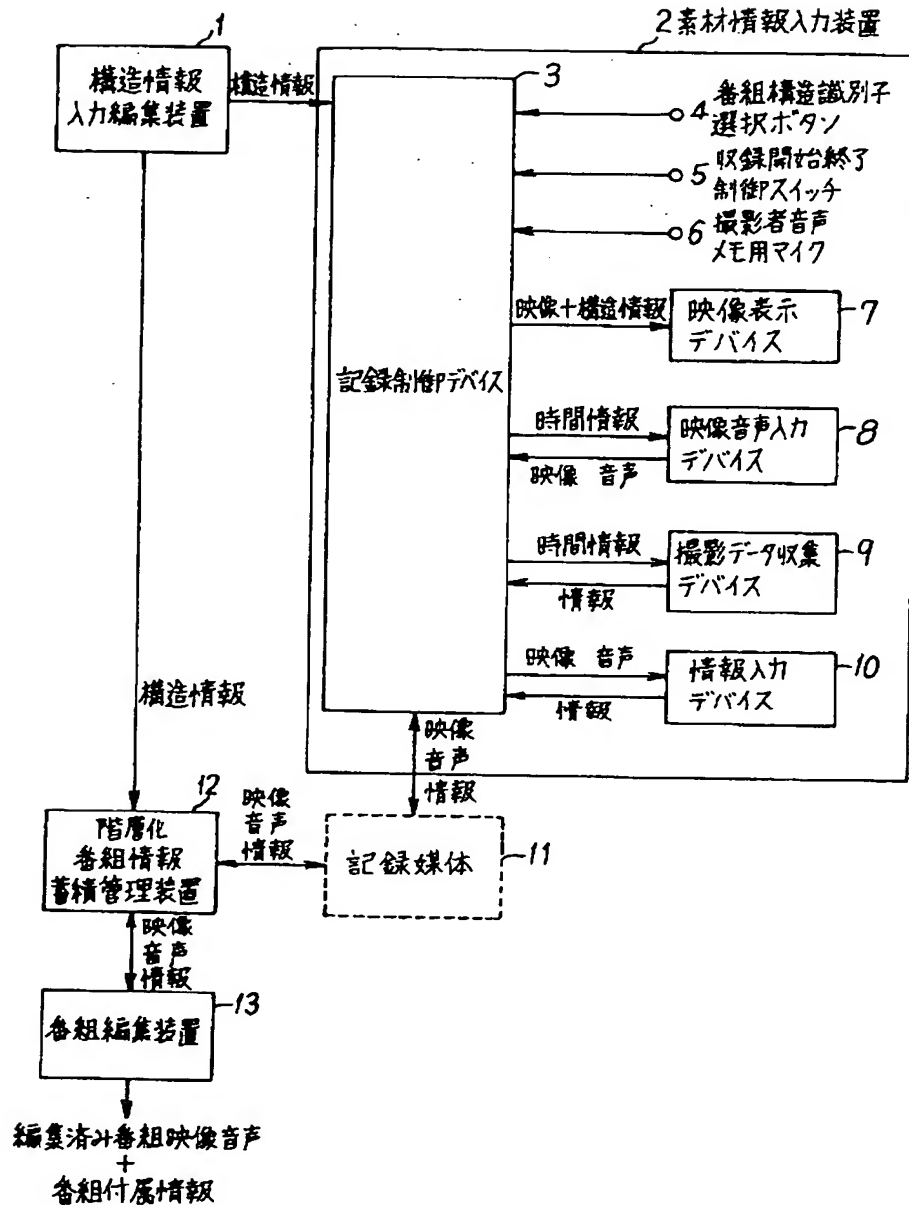 1
構造情報
入力編集装置
構造情報
2素材情報入力装置
3
記録制御デバイス
4 番組構造識別子
選択ボタン
5 収録開始終了
制御スイッチ
6 撮影者音声
メモ用マイク
映像+構造情報
映像表示
デバイス
7
時間情報
映像 音声
映像音声入力
デバイス
8
時間情報
情報
撮影データ収集
デバイス
9
映像 音声
情報
情報入力
デバイス
10
構造情報
映像
音声
情報
12
階層化
番組情報
蓄積管理装置
映像
音声
情報
記録媒体
11
映像
音声
情報
13
番組編集装置
編集済み番組映像音声
+
番組付属情報